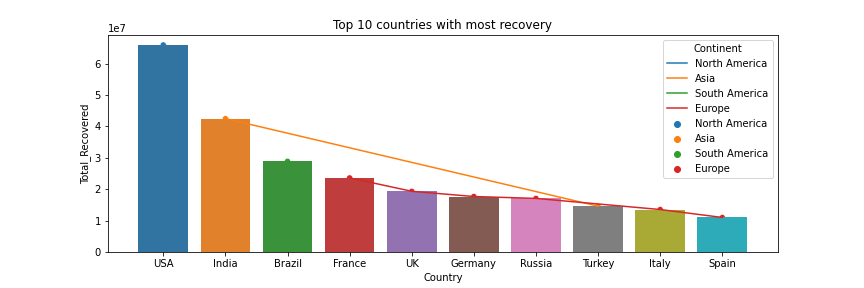 Top 10 countries with most recovery
1e7
6
5
4
3
2
1
0
Total_Recovered
USA India Brazil France UK Germany Russia Turkey Italy Spain
Country
Continent
North America
Asia
South America
Europe
North America
Asia
South America
Europe